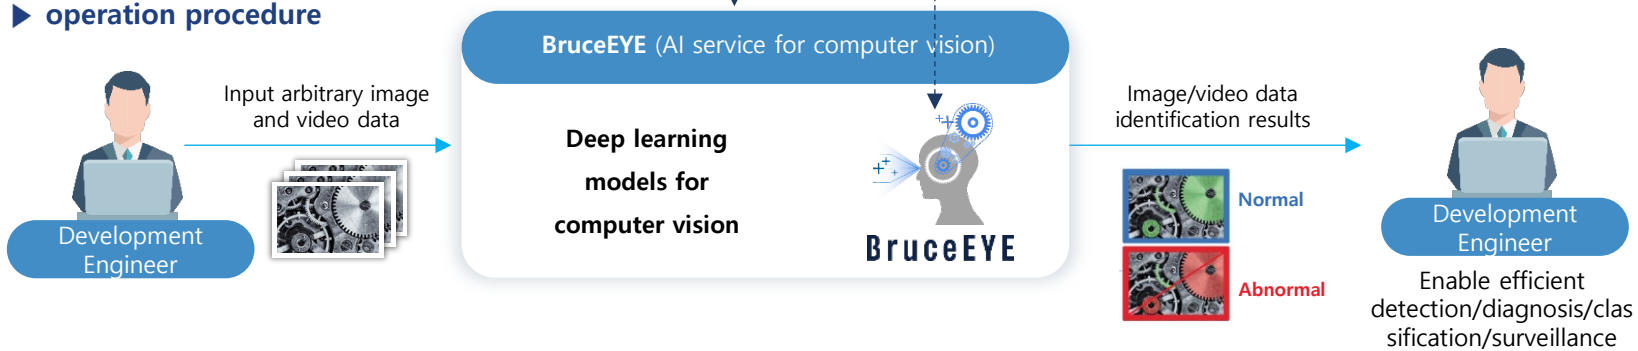 operation procedure
BruceEYE (AI service for computer vision)
Input arbitrary image
and video data
Deep learning
models for
computer vision
BruceEYE
Image/video data
identification results
Normal
Abnormal
Development
Engineer
Development
Engineer
Enable efficient
detection/diagnosis/clas
sification/surveillance